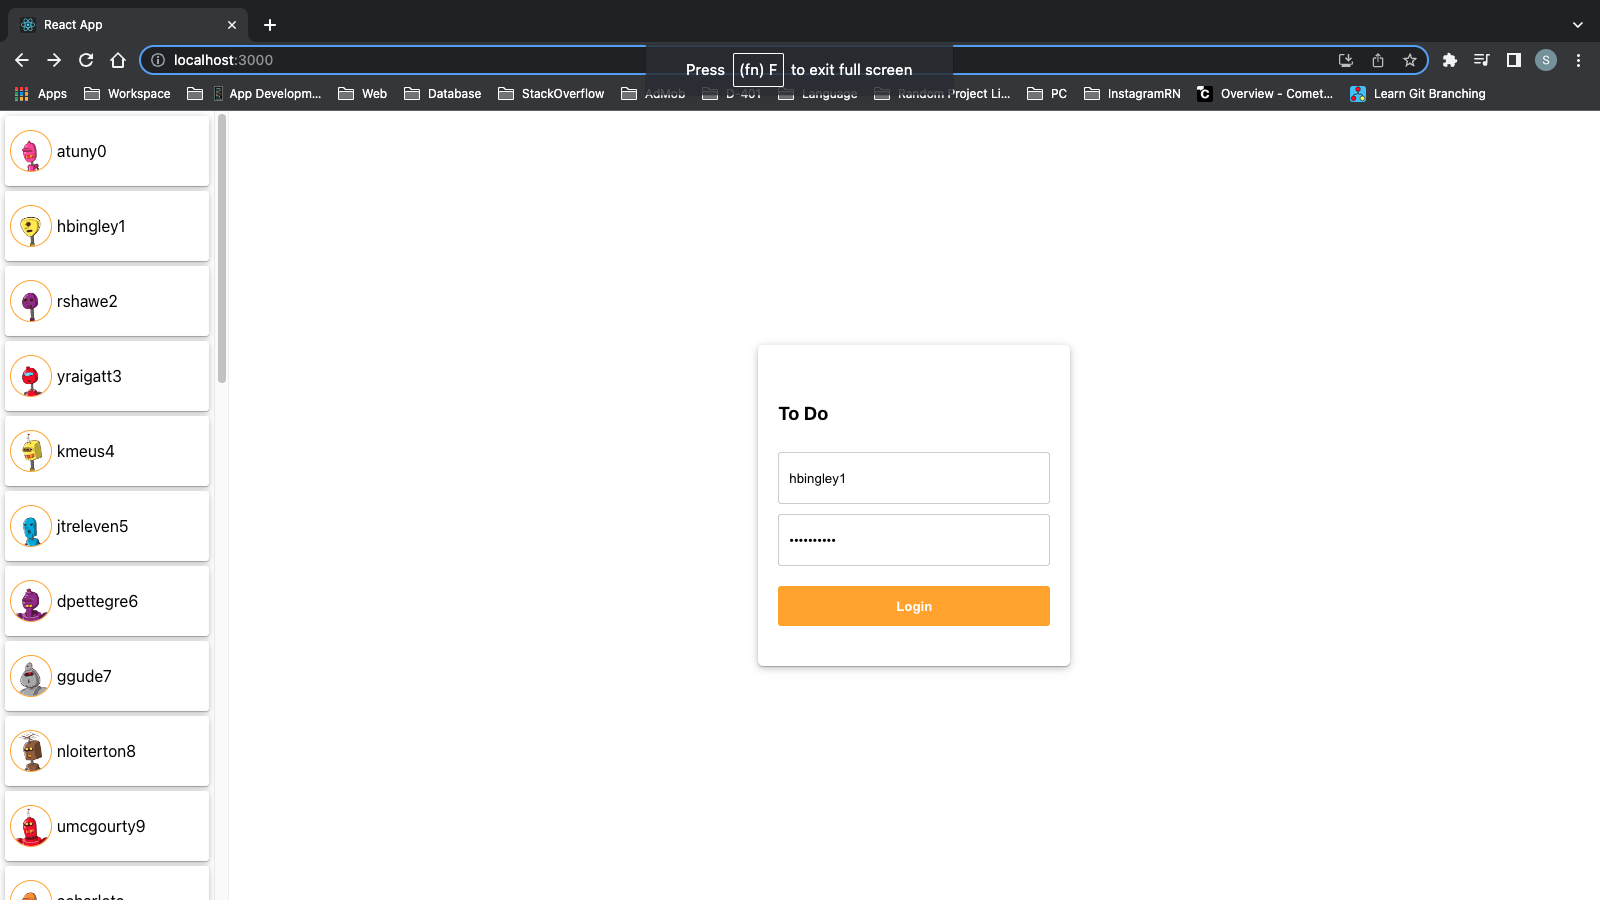 React App
localhost:3000
Press (fn) F to exit full screen
Apps Workspace App Developm... Web Database StackOverflow AdMob D-401 Language Random Project Li... PC InstagramRN Overview - Comet... Learn Git Branching
S
atuny0
hbingley1
rshawe2
yraigatt3
kmeus4
jtreleven5
dpettegre6
ggude7
nloiterton8
umcgourty9
To Do
hbingley1
••••••••••
Login